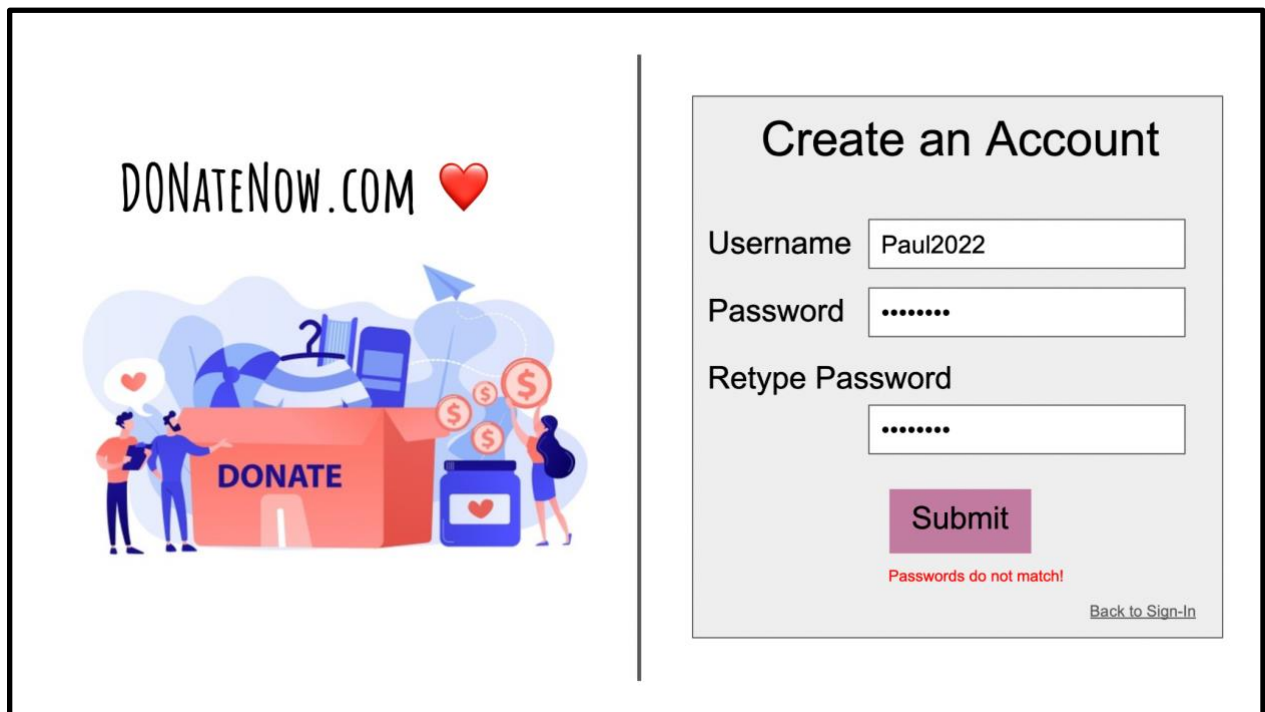 DONATENOW.COM ❤️
DONATE
$ $ $ $
Create an Account
Username Paul2022
Password ••••••••
Retype Password
••••••••
Submit
Passwords do not match!
Back to Sign-In